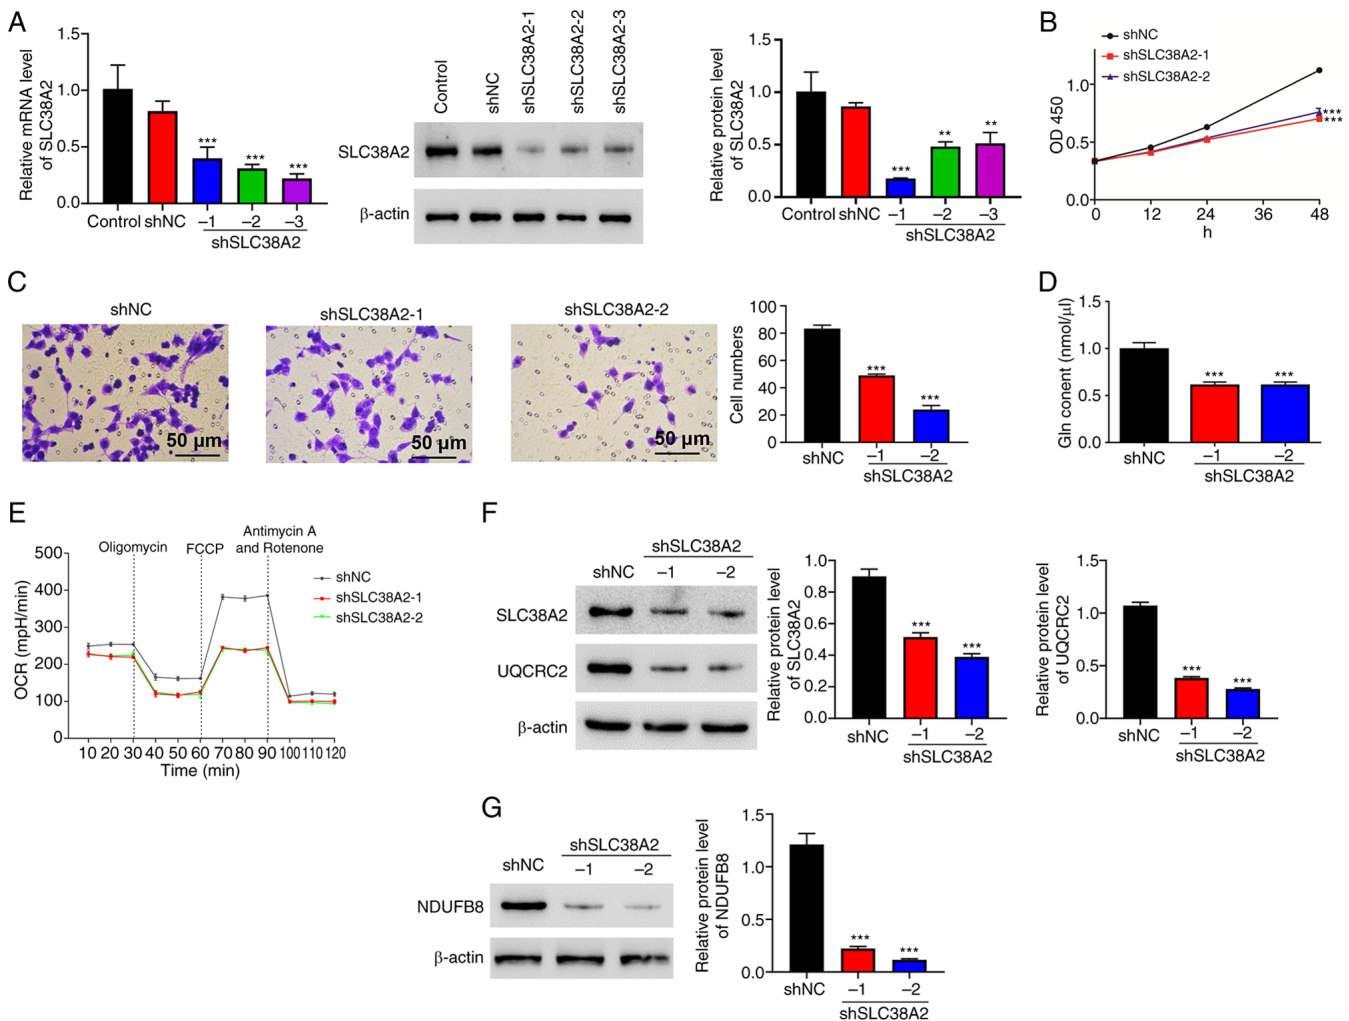 A
Relative mRNA level
of SLC38A2
1.5
1.0
0.5
0.0
***
***
***
Control shNC –1 –2 –3
shSLC38A2
Control
shNC
shSLC38A2-1
shSLC38A2-2
shSLC38A2-3
SLC38A2
β-actin
Relative protein level
of SLC38A2
1.5
1.0
0.5
0.0
***
**
**
Control shNC –1 –2 –3
shSLC38A2
B
shNC
shSLC38A2-1
shSLC38A2-2
OD 450
1.0
0.5
0.0
***
***
0 12 24 36 48
h
C
shNC
shSLC38A2-1
shSLC38A2-2
50 µm
50 µm
50 µm
Cell numbers
100
80
60
40
20
0
***
***
shNC –1 –2
shSLC38A2
D
Gln conent (nmol/µl)
1.5
1.0
0.5
0.0
***
***
shNC –1 –2
shSLC38A2
E
Oligomycin
FCCP
Antimycin A
and Rotenone
shNC
shSLC38A2-1
shSLC38A2-2
OCR (mpH/min)
500
400
300
200
100
0
10 20 30 40 50 60 70 80 90 100 110 120
Time (min)
F
shSLC38A2
shNC –1 –2
SLC38A2
UQCRC2
β-actin
Relative protein level
of SLC38A2
1.0
0.8
0.6
0.4
0.2
0.0
***
***
shNC –1 –2
shSLC38A2
Relative protein level
of UQCRC2
1.5
1.0
0.5
0.0
***
***
shNC –1 –2
shSLC38A2
G
shSLC38A2
shNC –1 –2
NDUFB8
β-actin
Relative protein level
of NDUFB8
1.5
1.0
0.5
0.0
***
***
shNC –1 –2
shSLC38A2